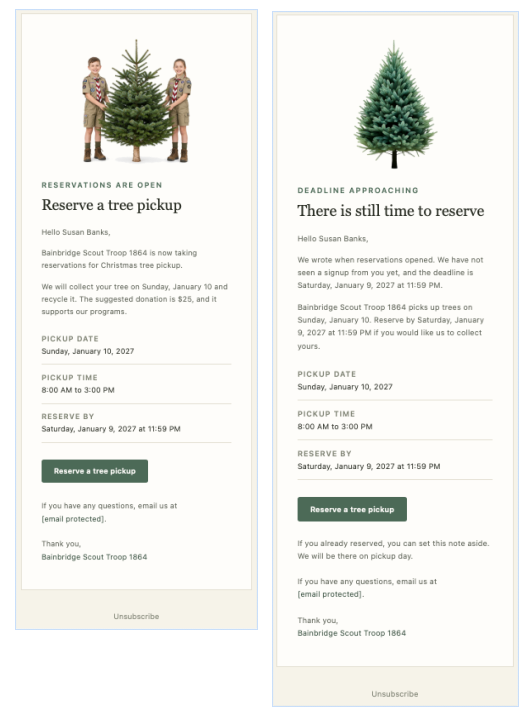 RESERVATIONS ARE OPEN
Reserve a tree pickup
Hello Susan Banks,
Bainbridge Scout Troop 1864 is now taking
reservations for Christmas tree pickup.
We will collect your tree on Sunday, January 10 and
recycle it. The suggested donation is $25, and it
supports our programs.
PICKUP DATE
Sunday, January 10, 2027
PICKUP TIME
8:00 AM to 3:00 PM
RESERVE BY
Saturday, January 9, 2027 at 11:59 PM
Reserve a tree pickup
If you have any questions, email us at
[email protected].
Thank you,
Bainbridge Scout Troop 1864
Unsubscribe
DEADLINE APPROACHING
There is still time to reserve
Hello Susan Banks,
We wrote when reservations opened. We have not
seen a signup from you yet, and the deadline is
Saturday, January 9, 2027 at 11:59 PM.
Bainbridge Scout Troop 1864 picks up trees on
Sunday, January 10. Reserve by Saturday, January
9, 2027 at 11:59 PM if you would like us to collect
yours.
PICKUP DATE
Sunday, January 10, 2027
PICKUP TIME
8:00 AM to 3:00 PM
RESERVE BY
Saturday, January 9, 2027 at 11:59 PM
Reserve a tree pickup
If you already reserved, you can set this note aside.
We will be there on pickup day.
If you have any questions, email us at
[email protected].
Thank you,
Bainbridge Scout Troop 1864
Unsubscribe